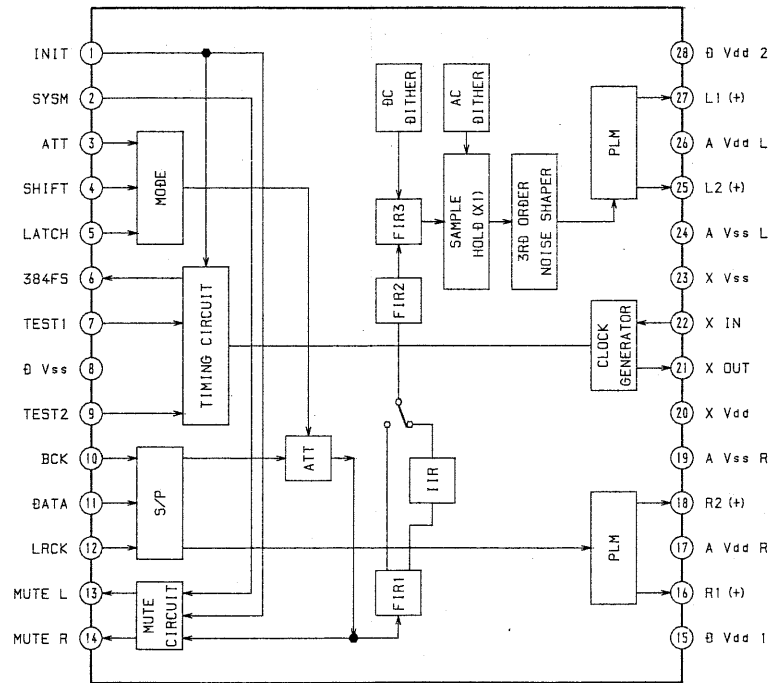 INIT
1
SYSM
2
ATT
3
SHIFT
4
LATCH
5
384FS
6
TEST1
7
D Vss
8
TEST2
9
BCK
10
DATA
11
LRCK
12
MUTE L
13
MUTE R
14
MODE
TIMING CIRCUIT
S/P
MUTE
CIRCUIT
ATT
DC
DITHER
AC
DITHER
FIR3
SAMPLE
HOLD(X1)
3RD ORDER
NOISE SHAPER
FIR2
IIR
FIR1
PLM
CLOCK
GENERATOR
PLM
28
D Vdd 2
27
L1(+)
26
A Vdd L
25
L2(+)
24
A Vss L
23
X Vss
22
X IN
21
X OUT
20
X Vdd
19
A Vss R
18
R2(+)
17
A Vdd R
16
R1(+)
15
D Vdd 1